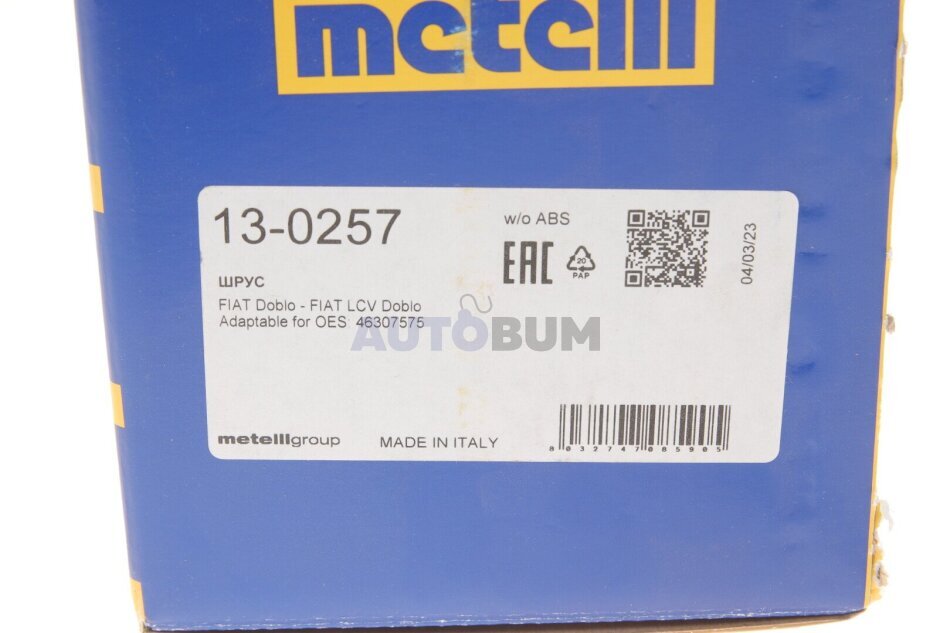 metelli
13-0257
w/o ABS
EAC
20
PAP
04/03/23
ШРУС
FIAT Doblo - FIAT LCV Doblo
Adaptable for OES: 46307575
AUTOBUM
metelligroup
MADE IN ITALY
8032747085905